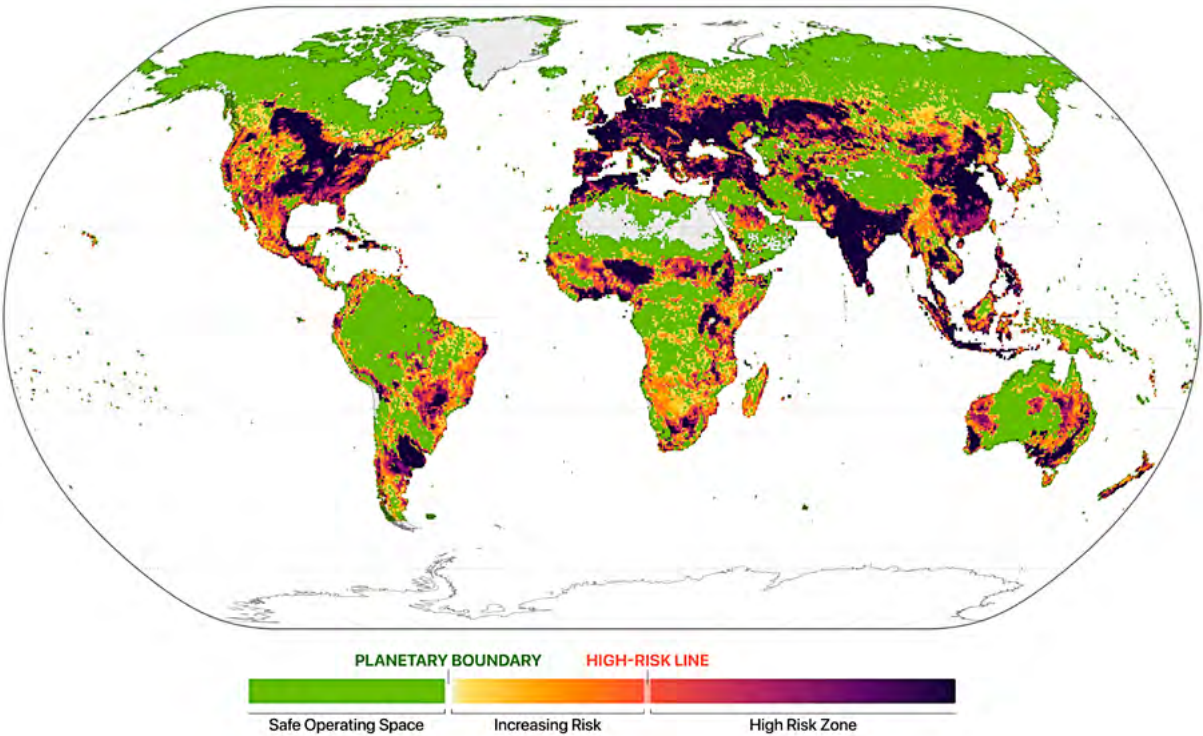 PLANETARY BOUNDARY HIGH-RISK LINE
Safe Operating Space Increasing Risk High Risk Zone